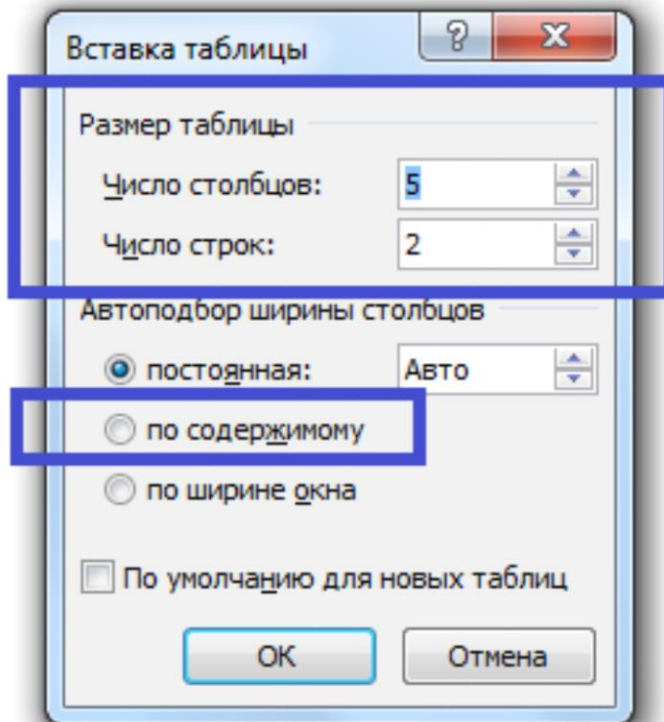 Вставка таблицы
Размер таблицы
Число столбцов: 5
Число строк: 2
Автоподбор ширины столбцов
постоянная: Авто
по содержимому
по ширине окна
По умолчанию для новых таблиц
ОК Отмена